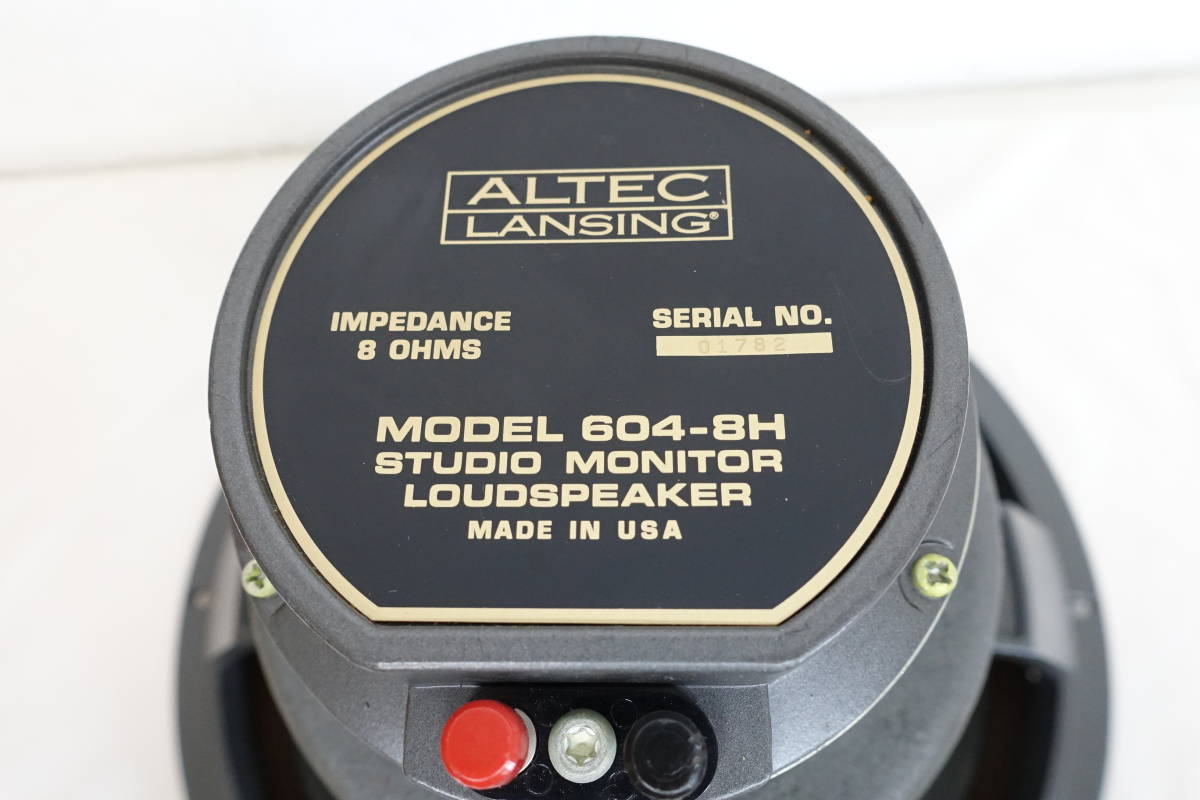 ALTEC
LANSING®
IMPEDANCE
8 OHMS
SERIAL NO.
01782
MODEL 604-8H
STUDIO MONITOR
LOUDSPEAKER
MADE IN USA